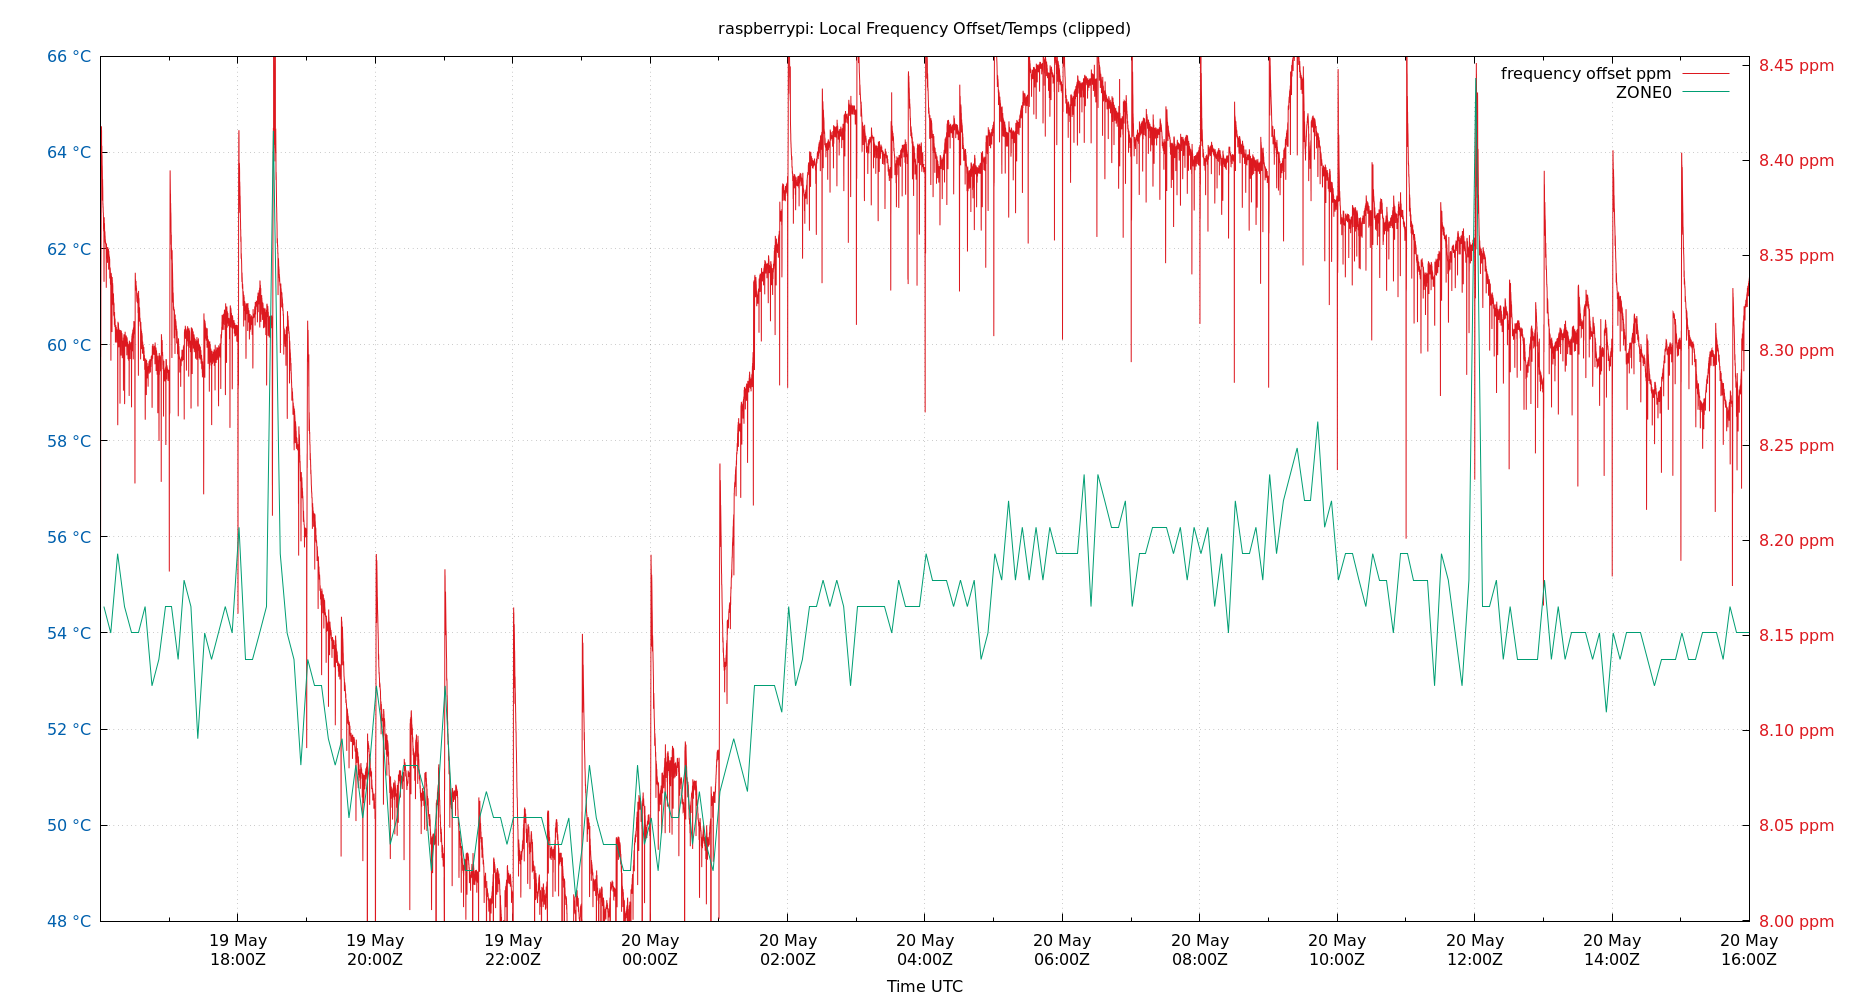 raspberrypi: Local Frequency Offset/Temps (clipped)
frequency offset ppm
ZONE0
66 °C
64 °C
62 °C
60 °C
58 °C
56 °C
54 °C
52 °C
50 °C
48 °C
8.45 ppm
8.40 ppm
8.35 ppm
8.30 ppm
8.25 ppm
8.20 ppm
8.15 ppm
8.10 ppm
8.05 ppm
8.00 ppm
19 May
18:00Z
19 May
20:00Z
19 May
22:00Z
20 May
00:00Z
20 May
02:00Z
20 May
04:00Z
20 May
06:00Z
20 May
08:00Z
20 May
10:00Z
20 May
12:00Z
20 May
14:00Z
20 May
16:00Z
Time UTC